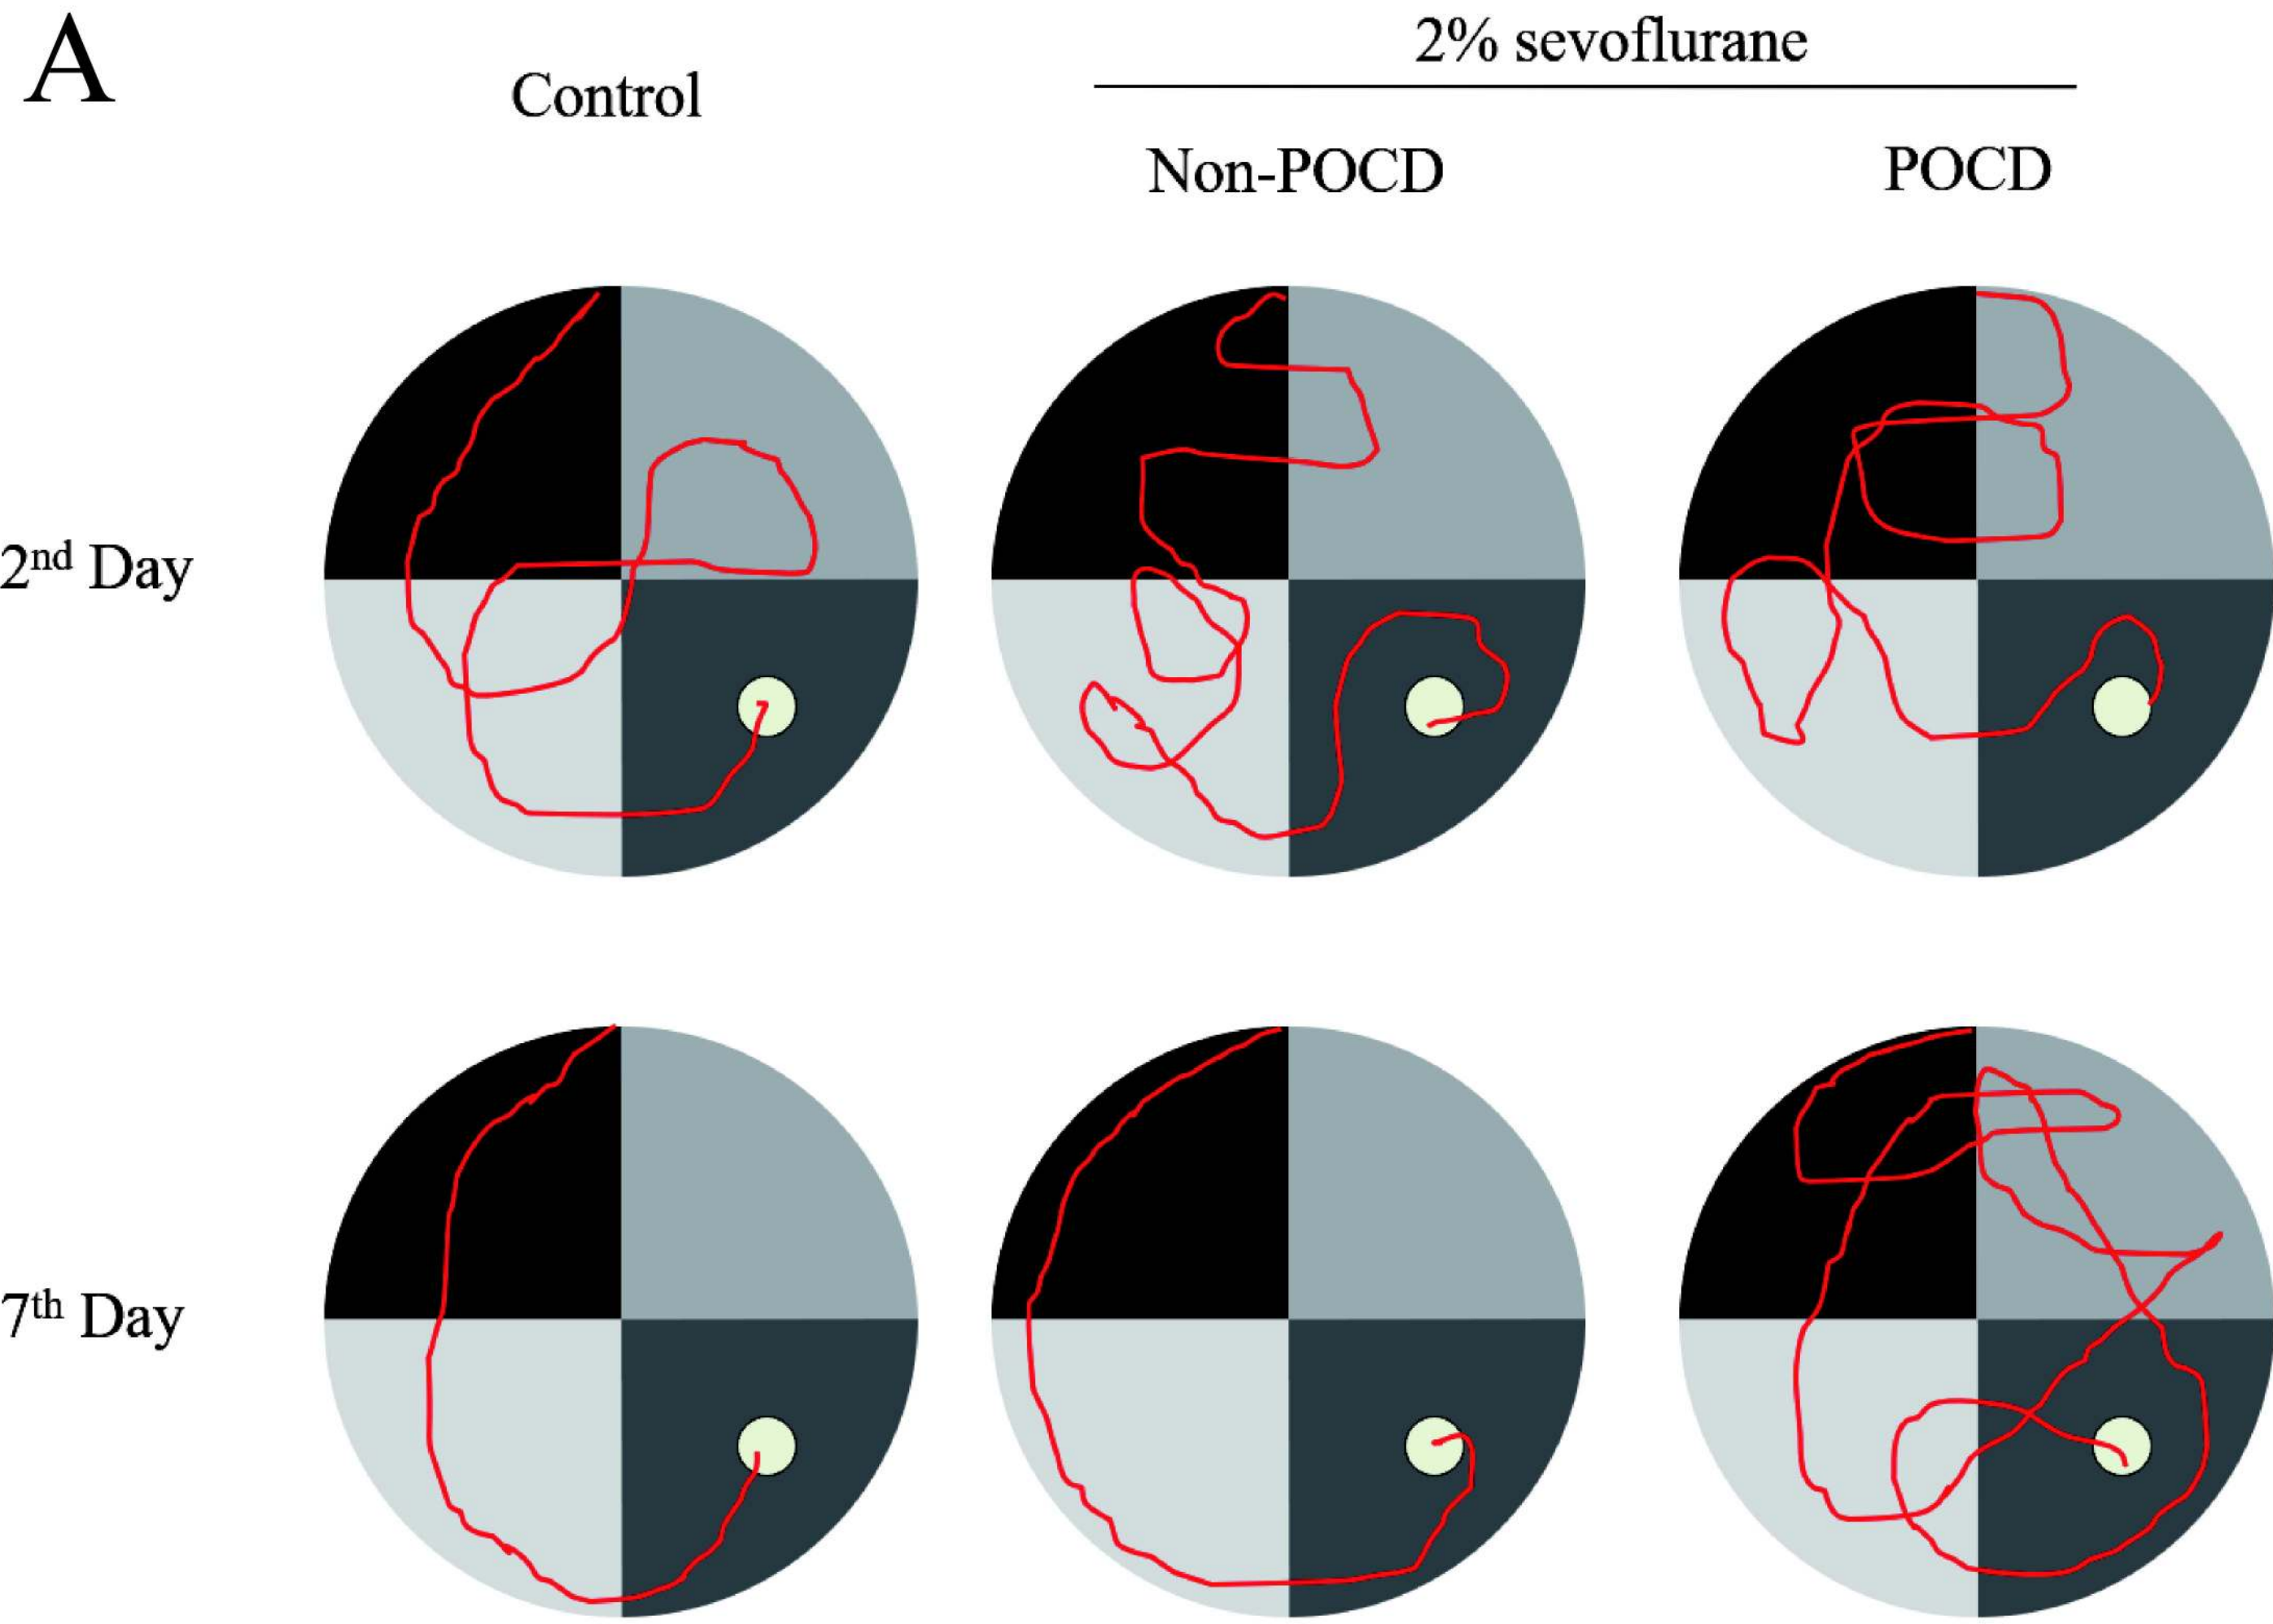 A
2% sevoflurane
Control
Non-POCD
POCD
2nd Day
7th Day